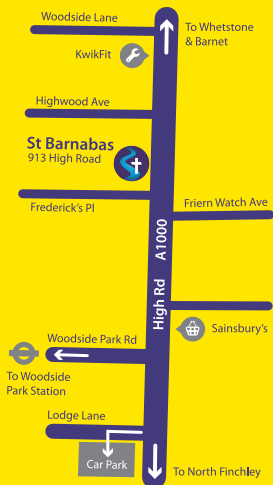 Woodside Lane
To Whetstone
& Barnet
KwikFit
Highwood Ave
St Barnabas
913 High Road
Frederick's Pl
Friern Watch Ave
High Rd A1000
Sainsbury's
Woodside Park Rd
To Woodside
Park Station
Lodge Lane
Car Park
To North Finchley